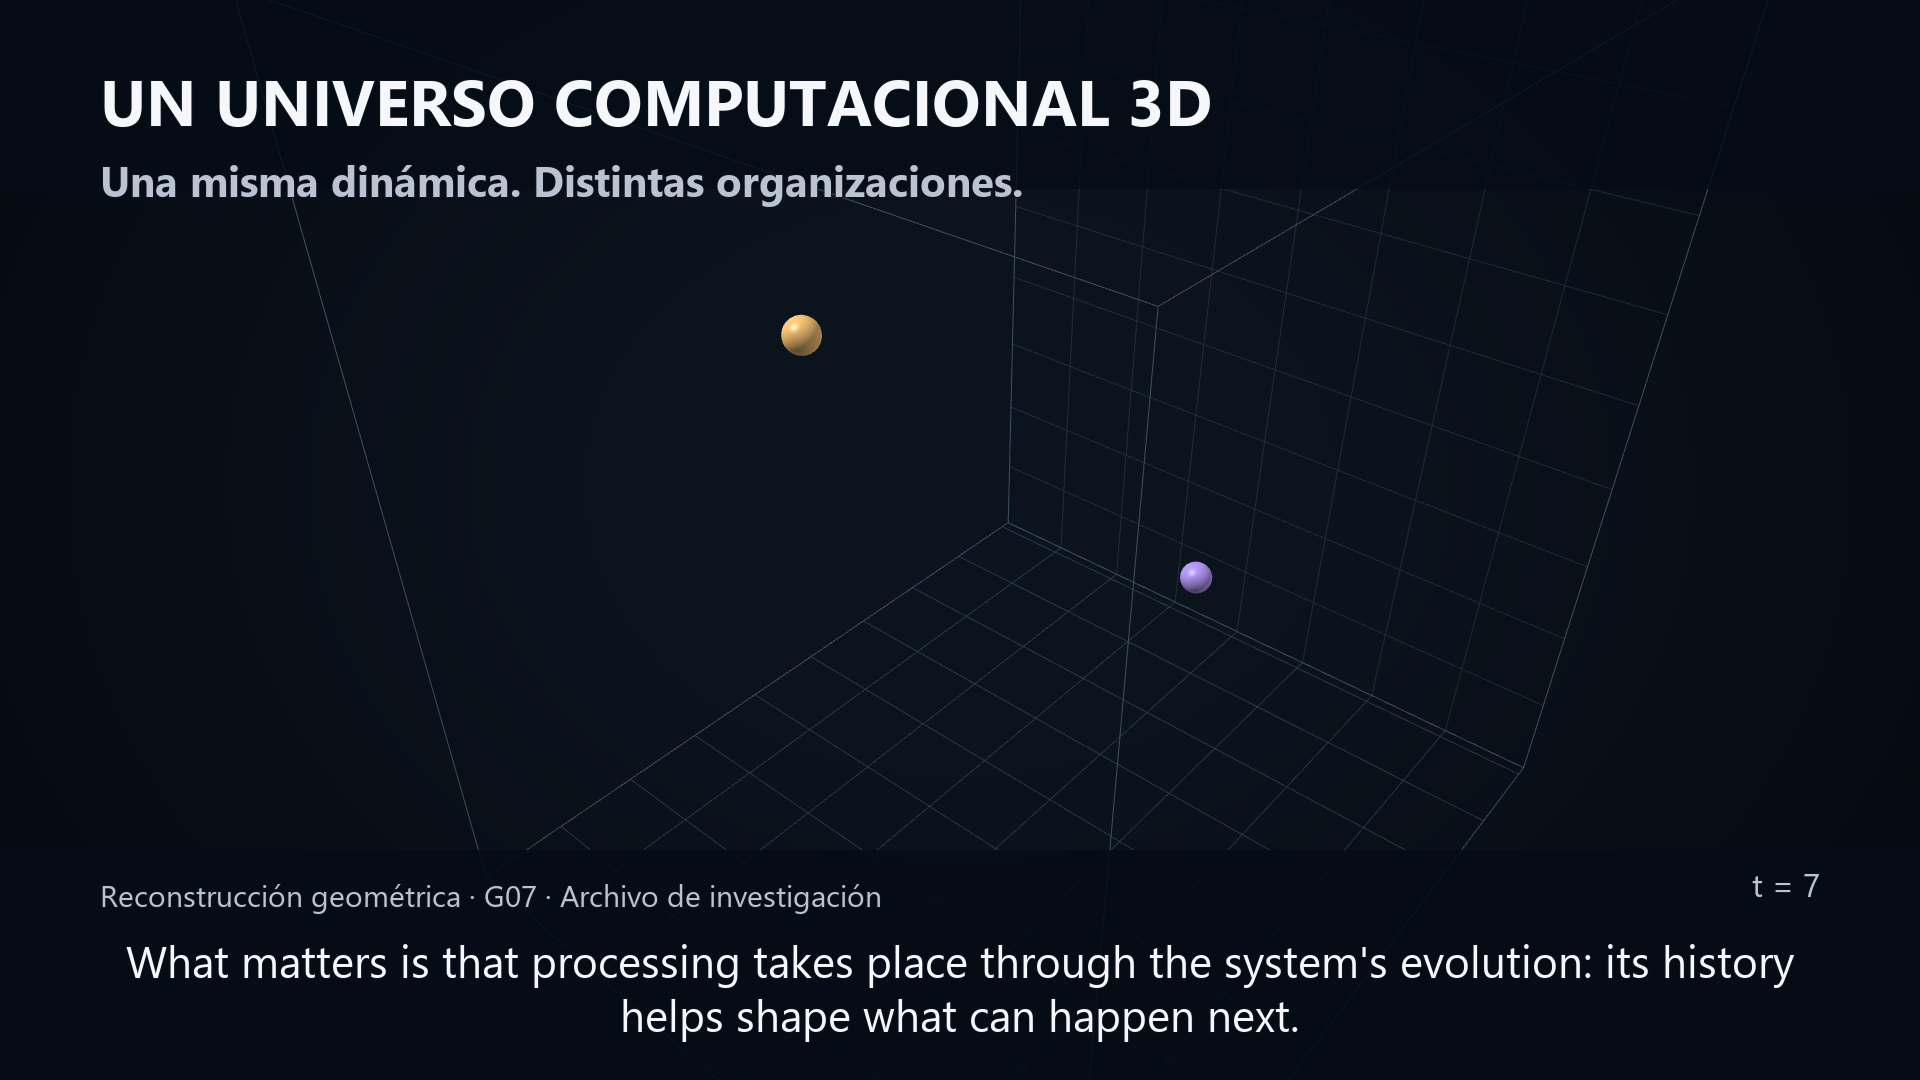 UN UNIVERSO COMPUTACIONAL 3D
Una misma dinámica. Distintas organizaciones.
Reconstrucción geométrica · G07 · Archivo de investigación
t = 7
What matters is that processing takes place through the system's evolution: its history
helps shape what can happen next.